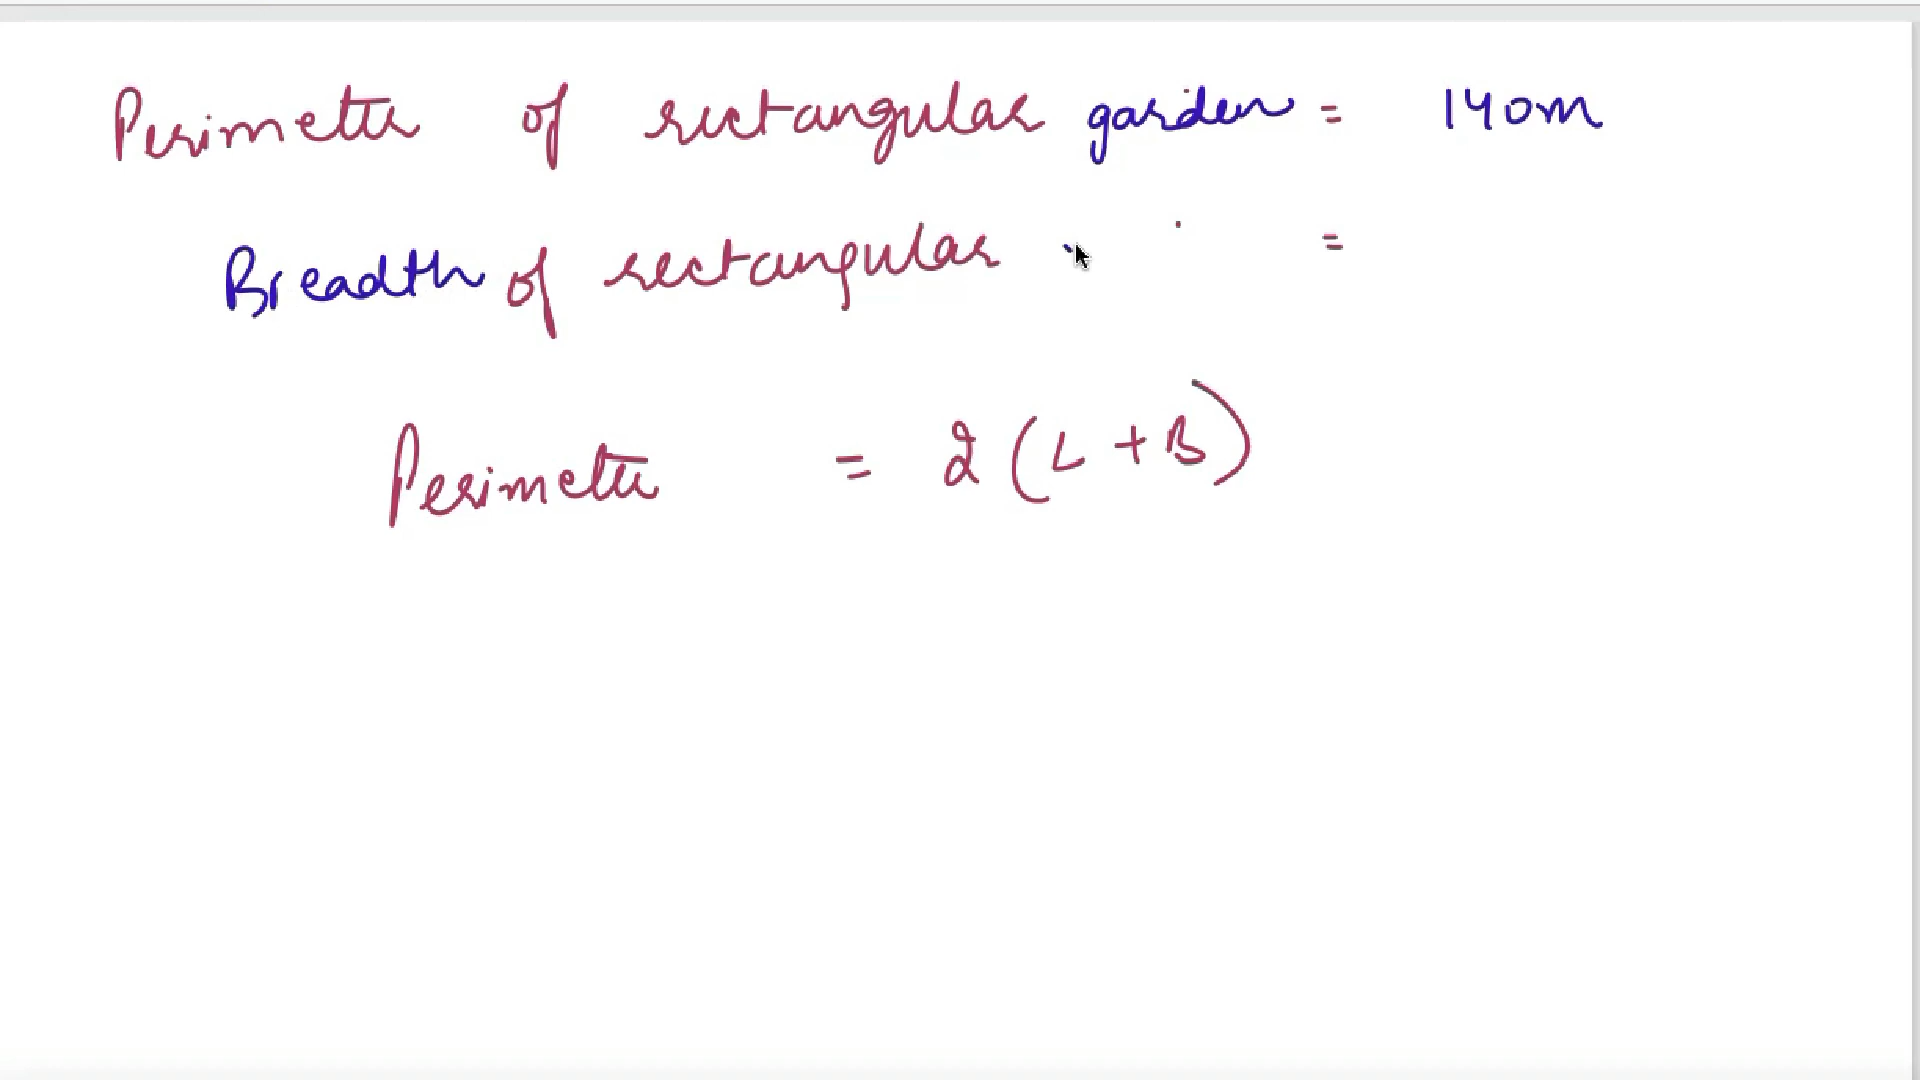 Perimeter of rectangular garden = 140m
Breadth of rectangular =
Perimeter = 2 (L + B)